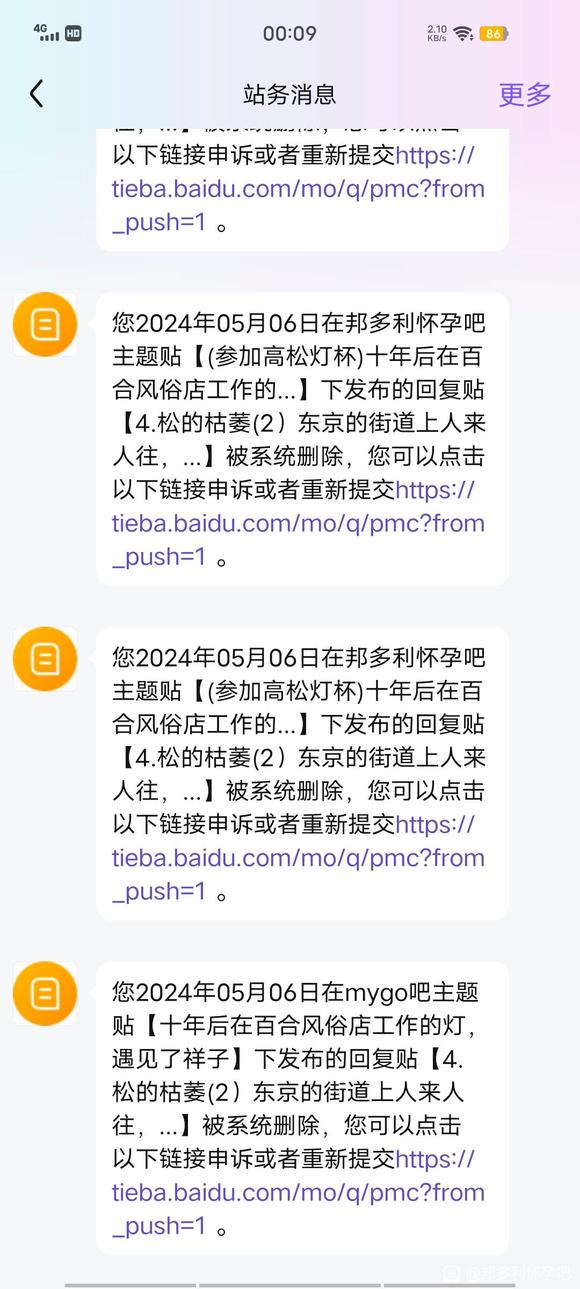 4G HD 00:09 2.10 KB/s 86
站务消息 更多
以下链接申诉或者重新提交https://
tieba.baidu.com/mo/q/pmc?from
_push=1 。
您2024年05月06日在邦多利怀孕吧
主题贴【(参加高松灯杯)十年后在百
合风俗店工作的...】下发布的回复贴
【4.松的枯萎(2）东京的街道上人来
人往，...】被系统删除，您可以点击
以下链接申诉或者重新提交https://
tieba.baidu.com/mo/q/pmc?from
_push=1 。
您2024年05月06日在邦多利怀孕吧
主题贴【(参加高松灯杯)十年后在百
合风俗店工作的...】下发布的回复贴
【4.松的枯萎(2）东京的街道上人来
人往，...】被系统删除，您可以点击
以下链接申诉或者重新提交https://
tieba.baidu.com/mo/q/pmc?from
_push=1 。
您2024年05月06日在mygo吧主题
贴【十年后在百合风俗店工作的灯，
遇见了祥子】下发布的回复贴【4.
松的枯萎(2）东京的街道上人来人
往，...】被系统删除，您可以点击
以下链接申诉或者重新提交https://
tieba.baidu.com/mo/q/pmc?from
_push=1 。
@邦多利怀孕吧